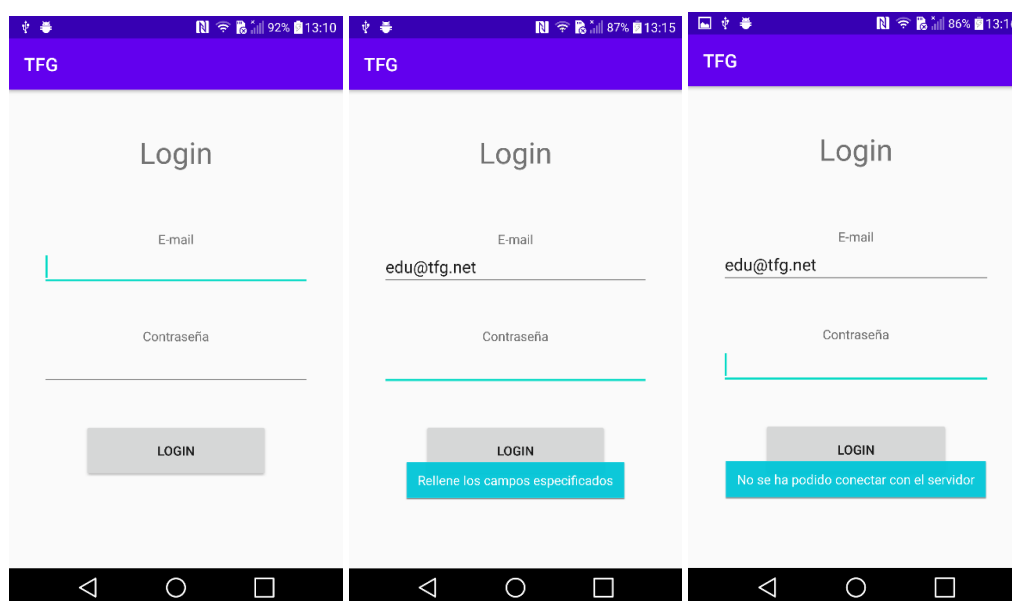 92% 13:10
TFG
Login
E-mail
Contraseña
LOGIN
87% 13:15
TFG
Login
E-mail
edu@tfg.net
Contraseña
LOGIN
Rellene los campos especificados
86% 13:1
TFG
Login
E-mail
edu@tfg.net
Contraseña
LOGIN
No se ha podido conectar con el servidor